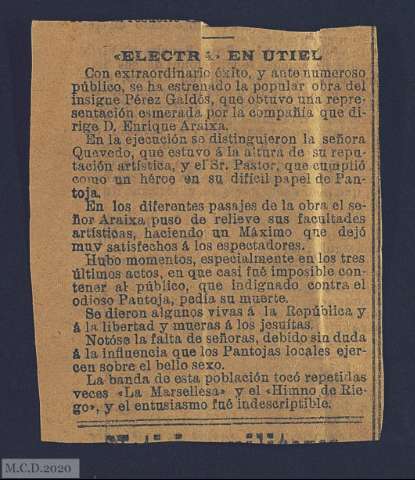 «ELECTRA» EN UTIEL
Con extraordinario éxito, y ante numeroso
público, se ha estrenado la popular obra del
insigne Pérez Galdós, que obtuvo una repre-
sentación esmerada por la compañía que di-
rige D. Enrique Araixa.
En la ejecución se distinguieron la señora
Quevedo, que estuvo á la altura de su repu-
tación artística, y el Sr. Pastor, que cumplió
como un héroe en su difícil papel de Pan-
toja.
En los diferentes pasajes de la obra el se-
ñor Araixa puso de relieve sus facultades
artísticas, haciendo un Máximo que dejó
muy satisfechos á los espectadores.
Hubo momentos, especialmente en los tres
últimos actos, en que casi fué imposible con-
tener al público, que indignado contra el
odioso Pantoja, pedía su muerte.
Se dieron algunos vivas á la República y
á la libertad y mueras á los jesuítas.
Notóse la falta de señoras, debido sin duda
á la influencia que los Pantojas locales ejer-
cen sobre el bello sexo.
La banda de esta población tocó repetidas
veces «La Marsellesa» y el «Himno de Rie-
go», y el entusiasmo fué indescriptible.
M.C.D.2020